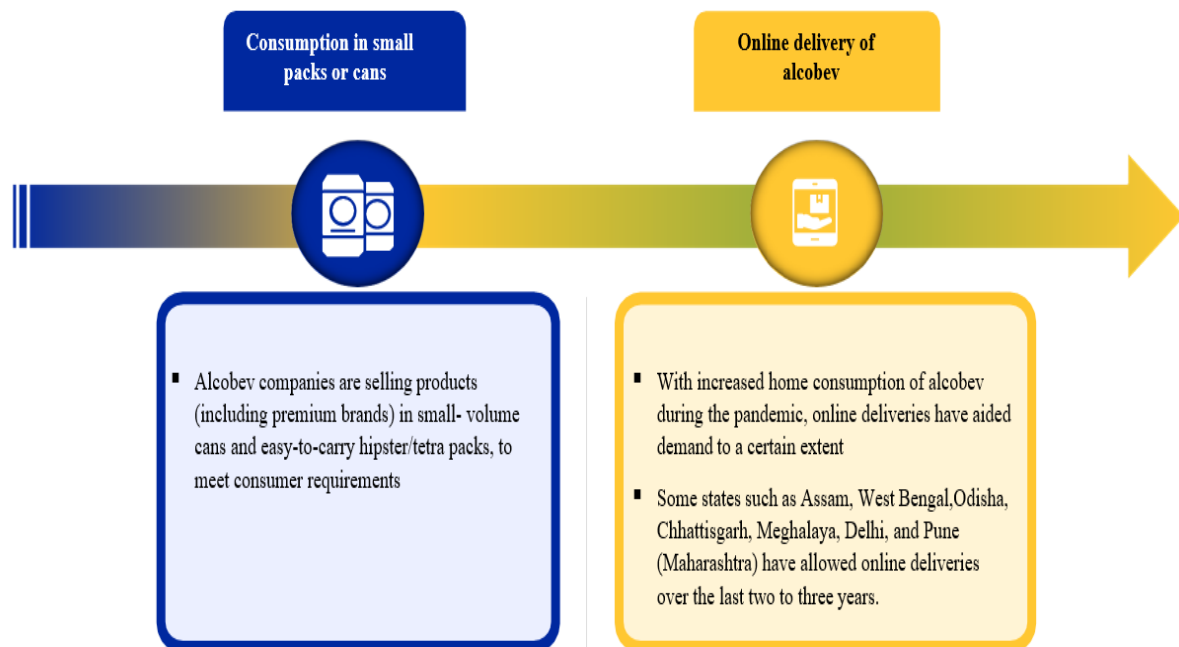 Consumption in small
packs or cans
Online delivery of
alcobev
▪ Alcobev companies are selling products
(including premium brands) in small- volume
cans and easy-to-carry hipster/tetra packs, to
meet consumer requirements
▪ With increased home consumption of alcobev
during the pandemic, online deliveries have aided
demand to a certain extent
▪ Some states such as Assam, West Bengal,Odisha,
Chhattisgarh, Meghalaya, Delhi, and Pune
(Maharashtra) have allowed online deliveries
over the last two to three years.